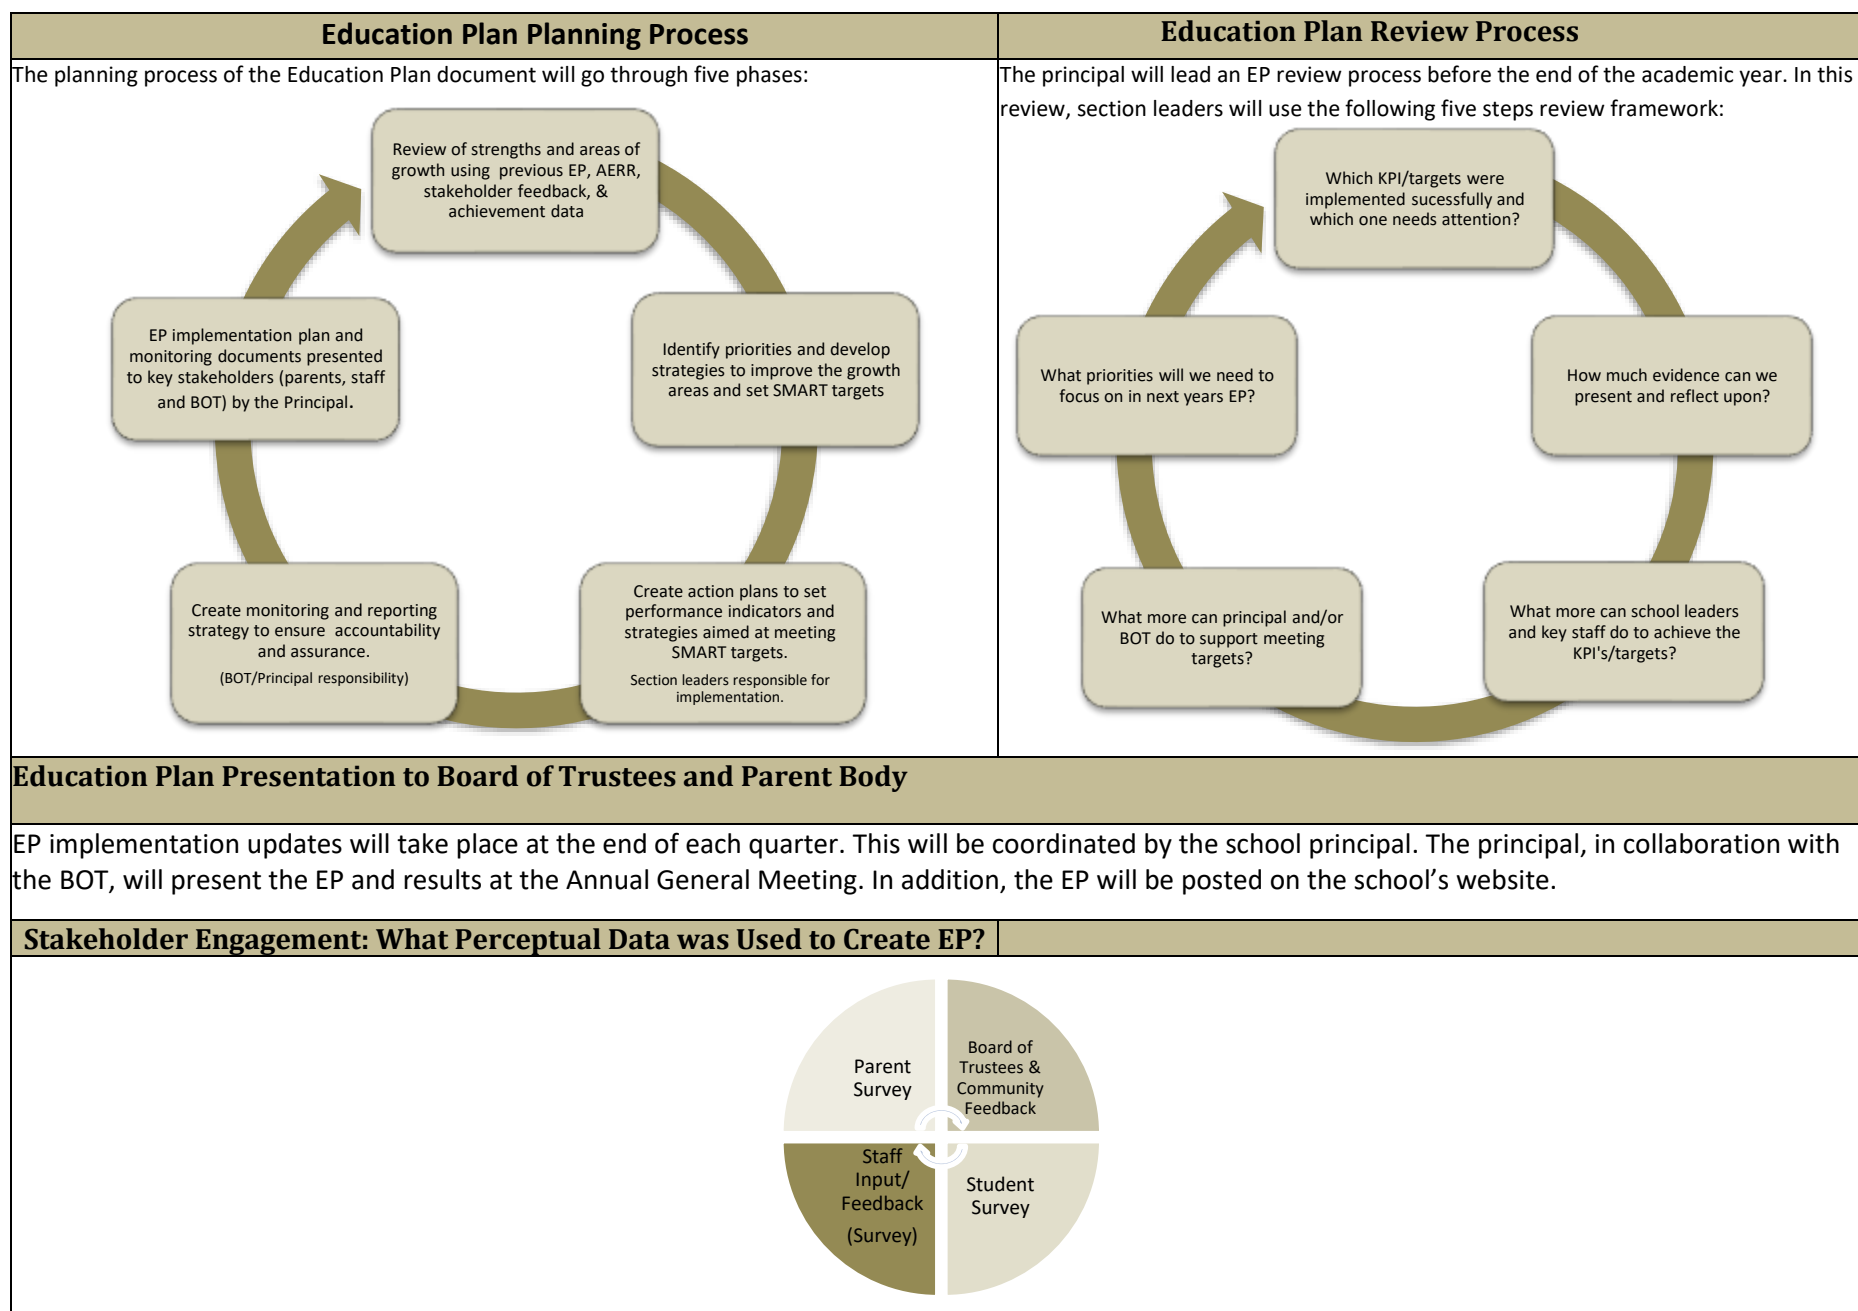 Education Plan Planning Process
The planning process of the Education Plan document will go through five phases:
Review of strengths and areas of
growth using previous EP, AERR,
stakeholder feedback, &
achievement data
Identify priorities and develop
strategies to improve the growth
areas and set SMART targets
Create action plans to set
performance indicators and
strategies aimed at meeting
SMART targets.
Section leaders responsible for
implementation.
Create monitoring and reporting
strategy to ensure accountability
and assurance.
(BOT/Principal responsibility)
EP implementation plan and
monitoring documents presented
to key stakeholders (parents, staff
and BOT) by the Principal.
Education Plan Review Process
The principal will lead an EP review process before the end of the academic year. In this
review, section leaders will use the following five steps review framework:
Which KPI/targets were
implemented sucessfully and
which one needs attention?
How much evidence can we
present and reflect upon?
What more can school leaders
and key staff do to achieve the
KPI's/targets?
What more can principal and/or
BOT do to support meeting
targets?
What priorities will we need to
focus on in next years EP?
Education Plan Presentation to Board of Trustees and Parent Body
EP implementation updates will take place at the end of each quarter. This will be coordinated by the school principal. The principal, in collaboration with
the BOT, will present the EP and results at the Annual General Meeting. In addition, the EP will be posted on the school’s website.
Stakeholder Engagement: What Perceptual Data was Used to Create EP?
Parent
Survey
Board of
Trustees &
Community
Feedback
Staff
Input/
Feedback
(Survey)
Student
Survey